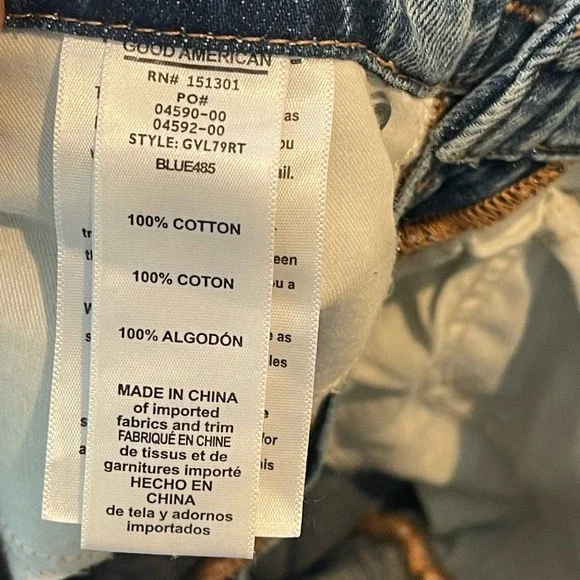 GOOD AMERICAN
RN# 151301
PO#
04590-00
04592-00
STYLE: GVL79RT
BLUE485
100% COTTON
100% COTON
100% ALGODÓN
MADE IN CHINA
of imported
fabrics and trim
FABRIQUÉ EN CHINE
de tissus et de
garnitures importé
HECHO EN
CHINA
de tela y adornos
importados
as